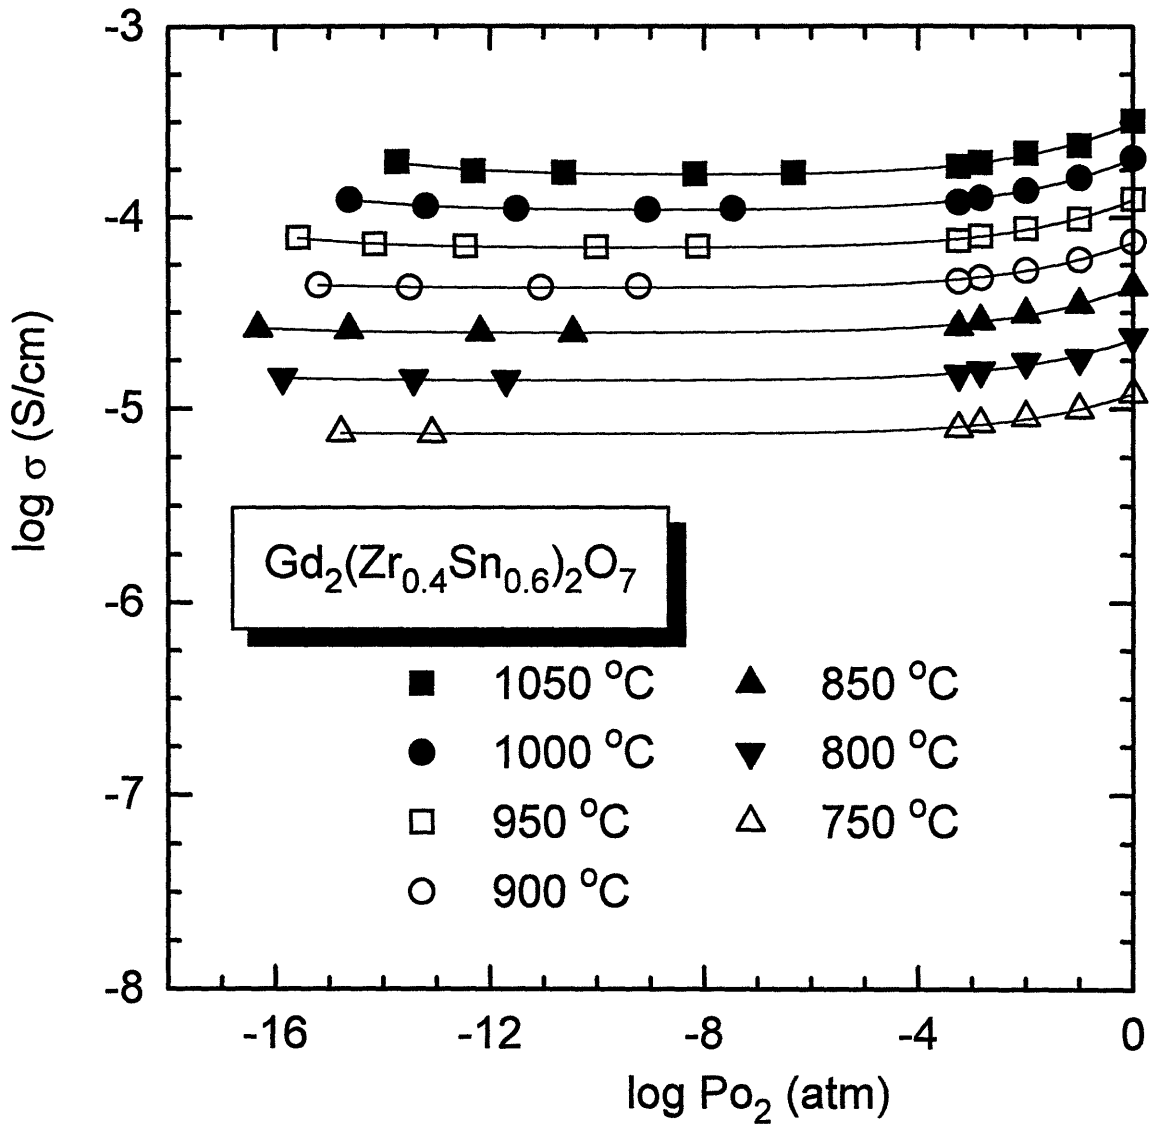 -3
-4
-5
-6
-7
-8
log σ (S/cm)
Gd₂(Zr₀.₄Sn₀.₆)₂O₇
1050 °C
1000 °C
950 °C
900 °C
850 °C
800 °C
750 °C
-16 -12 -8 -4 0
log Po₂ (atm)